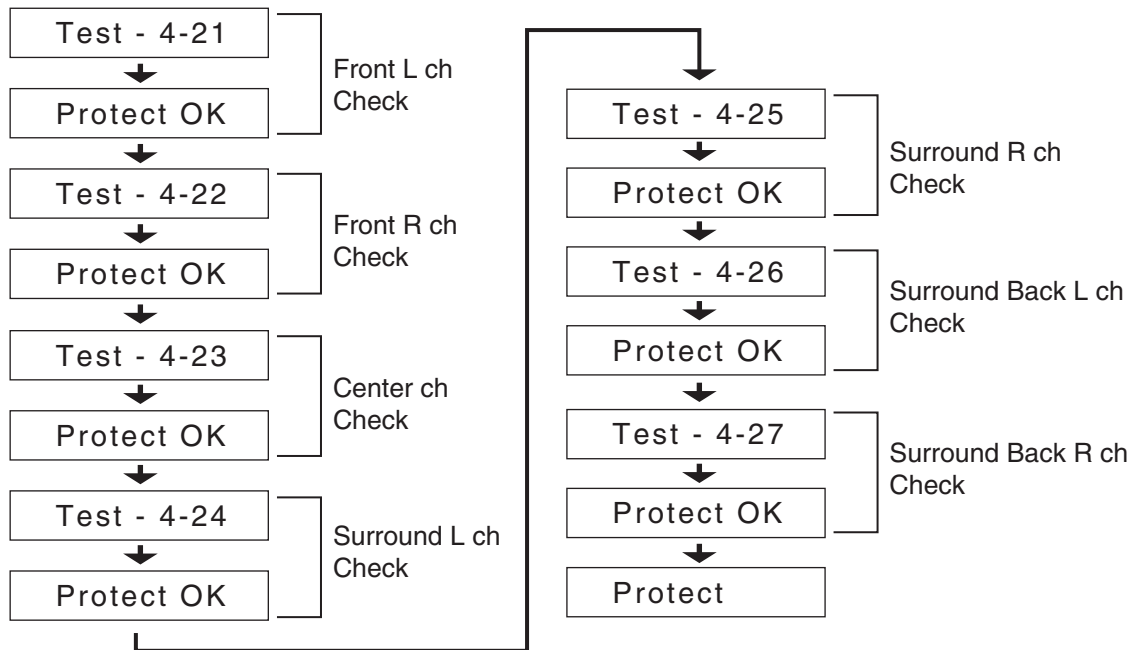 Test - 4-21
Protect OK
Front L ch
Check
Test - 4-22
Protect OK
Front R ch
Check
Test - 4-23
Protect OK
Center ch
Check
Test - 4-24
Protect OK
Surround L ch
Check
Test - 4-25
Protect OK
Surround R ch
Check
Test - 4-26
Protect OK
Surround Back L ch
Check
Test - 4-27
Protect OK
Surround Back R ch
Check
Protect